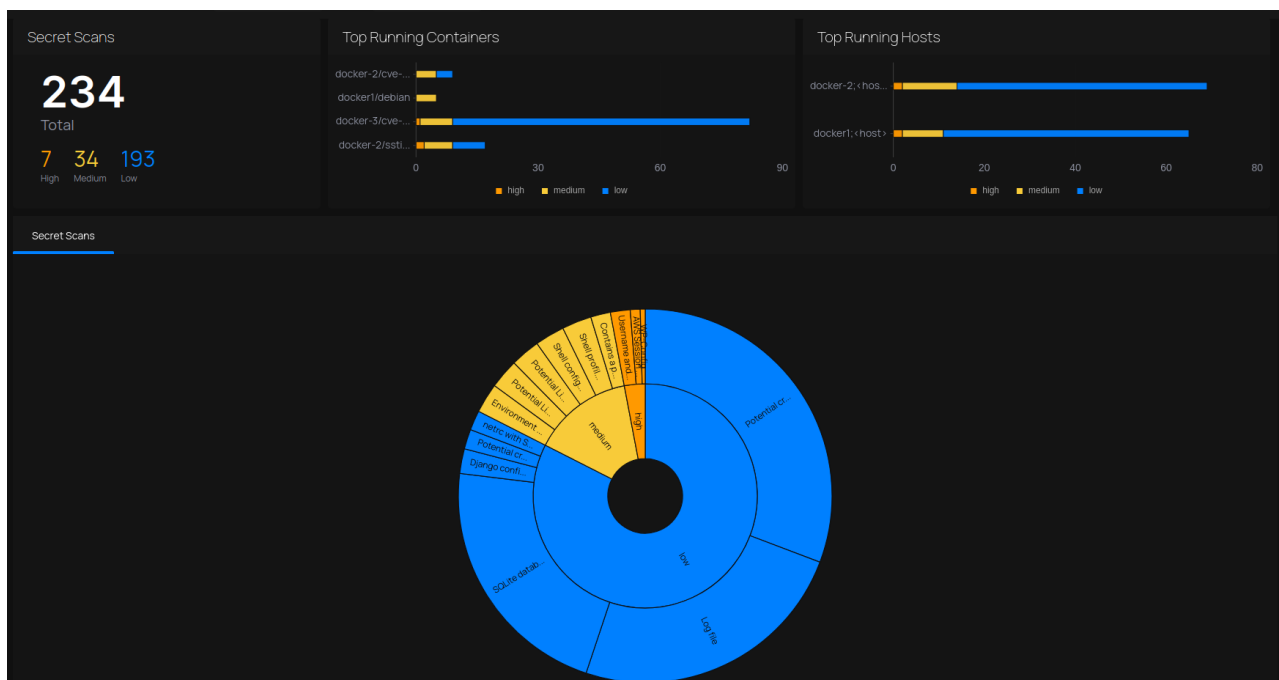 Secret Scans
234
Total
7 34 193
High Medium Low
Top Running Containers
docker-2/cve-...
docker1/debian
docker-3/cve-...
docker-2/ssti...
0 30 60 90
high medium low
Top Running Hosts
docker-2;<hos...
docker1;<host>
0 20 40 60 80
high medium low
Secret Scans
Potential cr...
Log file
SQLite datab...
Django confi...
Potential cr...
netrc with S...
Environment ...
Potential Li...
Potential Li...
Shell config...
Shell profil...
Contains a p...
Username and...
AWS Session
low
medium
high